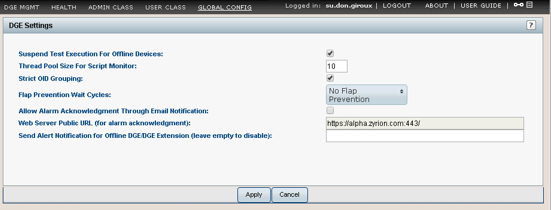 DGE MGMT HEALTH ADMIN CLASS USER CLASS GLOBAL CONFIG Logged in: su.don.giroux | LOGOUT ABOUT | USER GUIDE |
DGE Settings ?
Suspend Test Execution For Offline Devices:
Thread Pool Size For Script Monitor: 10
Strict OID Grouping:
Flap Prevention Wait Cycles: No Flap Prevention
Allow Alarm Acknowledgment Through Email Notification:
Web Server Public URL (for alarm acknowledgment): https://alpha.zyrion.com:443/
Send Alert Notification for Offline DGE/DGE Extension (leave empty to disable):
Apply Cancel